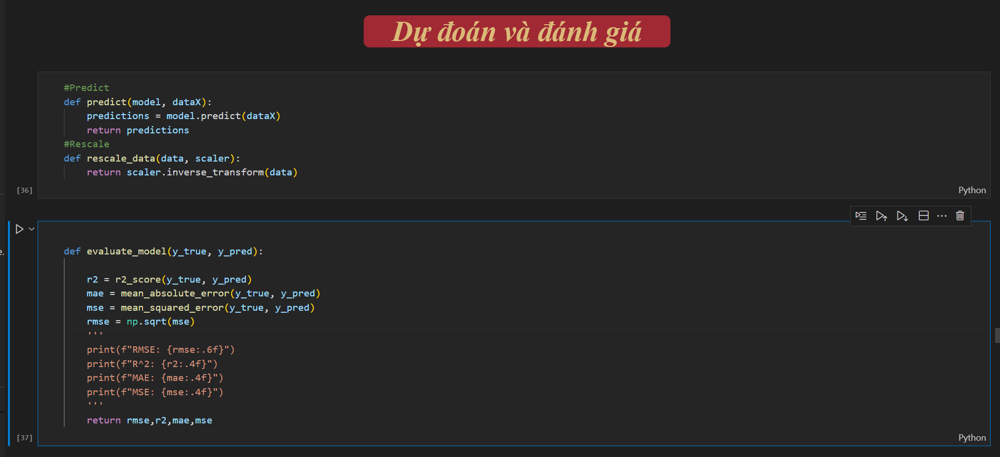 Dự đoán và đánh giá
#Predict
def predict(model, dataX):
    predictions = model.predict(dataX)
    return predictions
#Rescale
def rescale_data(data, scaler):
    return scaler.inverse_transform(data)
[36]
Python
e.
def evaluate_model(y_true, y_pred):
    r2 = r2_score(y_true, y_pred)
    mae = mean_absolute_error(y_true, y_pred)
    mse = mean_squared_error(y_true, y_pred)
    rmse = np.sqrt(mse)
    '''
    print(f"RMSE: {rmse:.6f}")
    print(f"R^2: {r2:.4f}")
    print(f"MAE: {mae:.4f}")
    print(f"MSE: {mse:.4f}")
    '''
    return rmse,r2,mae,mse
[37]
Python